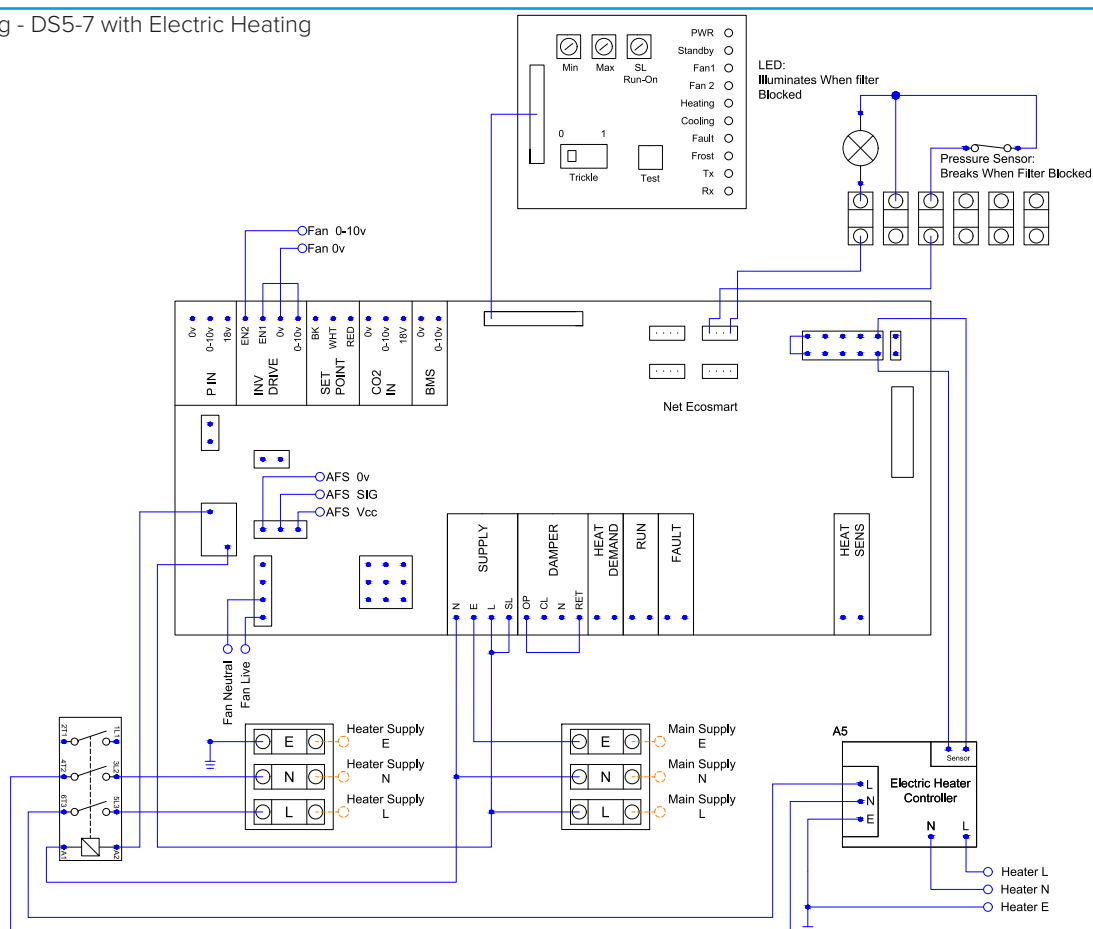 g - DS5-7 with Electric Heating
PWR
Standby
Fan1
Fan 2
Heating
Cooling
Fault
Frost
Tx
Rx
Min
Max
SL
Run-On
0
1
Trickle
Test
LED:
Illuminates When filter
Blocked
Pressure Sensor:
Breaks When Filter Blocked
Fan 0-10v
Fan 0v
0v
0-10v
18v
P IN
EN2
EN1
0v
0-10v
INV
DRIVE
BK
WHT
RED
SET
POINT
0v
0-10v
18V
CO2
IN
0v
0-10v
BMS
Net Ecosmart
AFS 0v
AFS SIG
AFS Vcc
SUPPLY
N
E
L
SL
DAMPER
OP
CL
N
RET
HEAT
DEMAND
RUN
FAULT
HEAT
SENS
Fan Neutral
Fan Live
2T1
1L1
4T2
3L2
6T3
5L3
A1
A2
E
N
L
Heater Supply
E
Heater Supply
N
Heater Supply
L
E
N
L
Main Supply
E
Main Supply
N
Main Supply
L
A5
Sensor
Electric Heater
Controller
L
N
E
N
L
Heater L
Heater N
Heater E